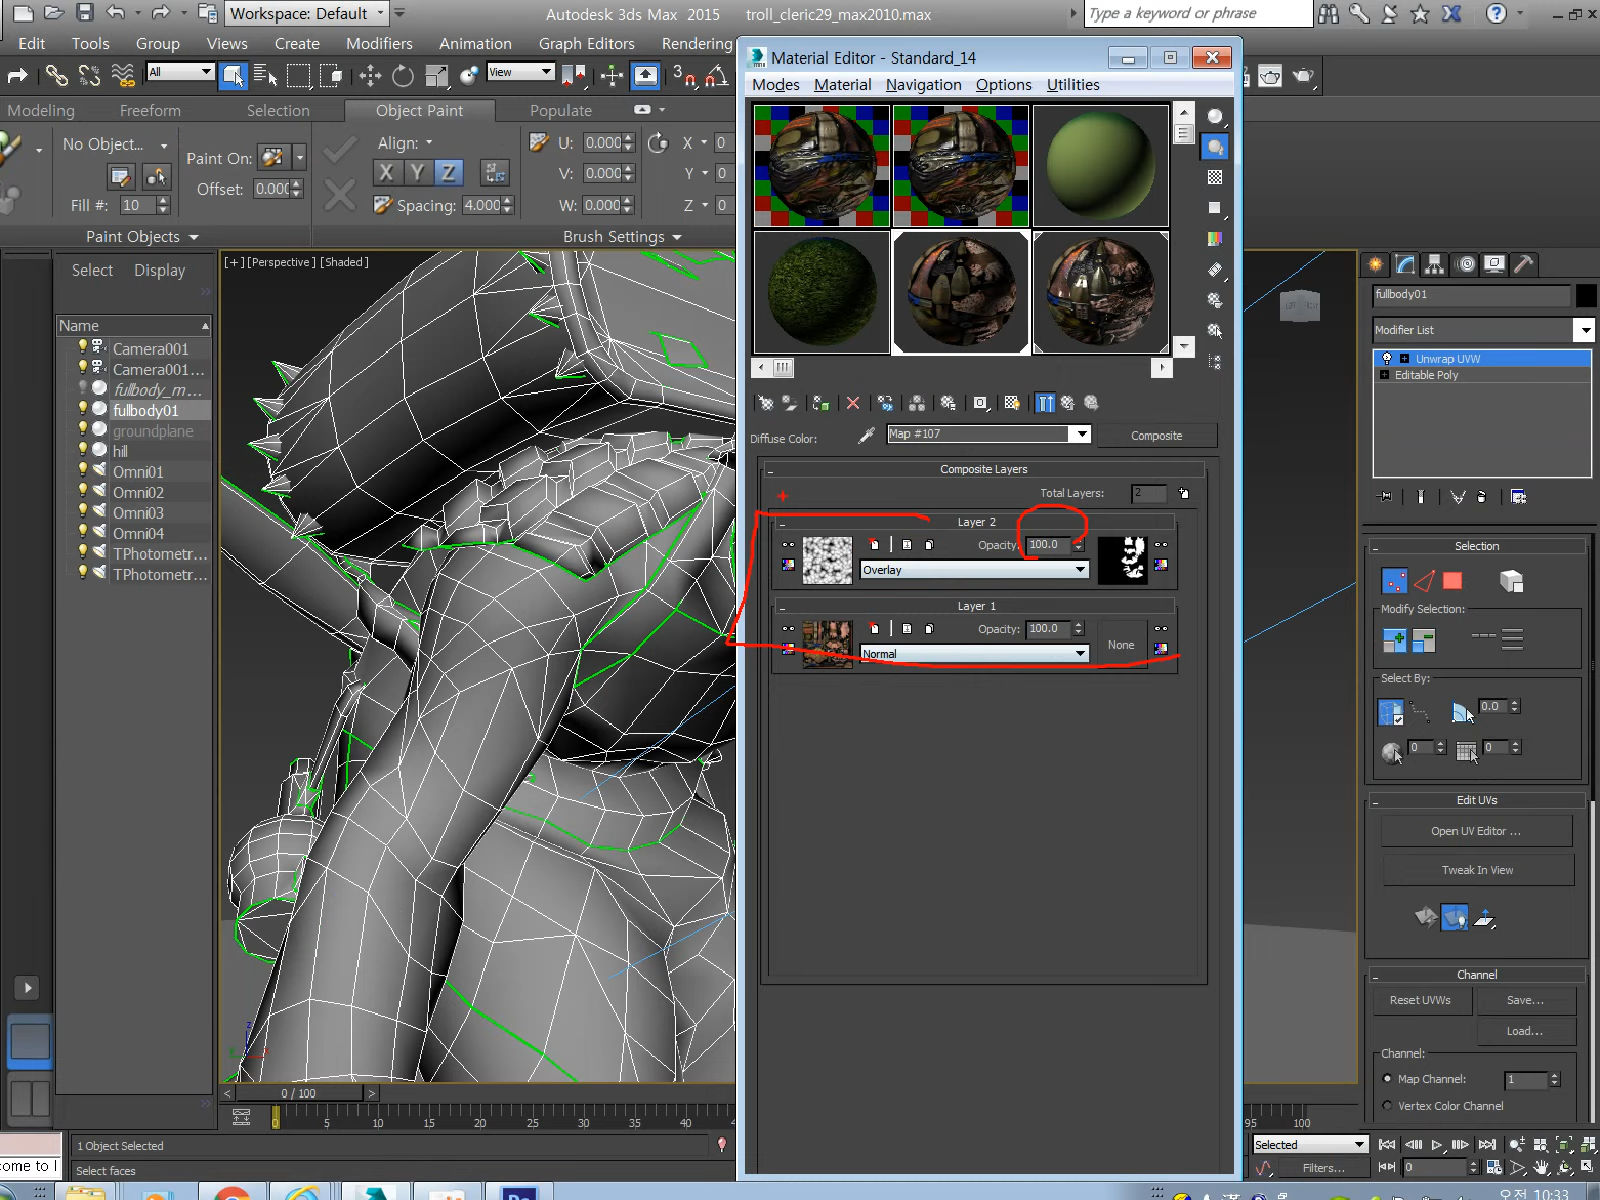 Workspace: Default
Autodesk 3ds Max 2015 troll_cleric29_max2010.max
Type a keyword or phrase
Edit Tools Group Views Create Modifiers Animation Graph Editors Rendering
All
View
3
Modeling Freeform Selection Object Paint Populate
No Object...
Paint On:
Offset: 0.000
Fill #: 10
Align:
X Y Z
Spacing: 4.000
U: 0.000
V: 0.000
W: 0.000
X 0
Y 0
Z 0
Paint Objects
Brush Settings
Select Display
Name
Camera001
Camera001...
fullbody_m...
fullbody01
groundplane
hill
Omni01
Omni02
Omni03
Omni04
TPhotometr...
TPhotometr...
[+] [Perspective] [Shaded]
Material Editor - Standard_14
Modes Material Navigation Options Utilities
Diffuse Color: Map #107 Composite
Composite Layers
Total Layers: 2
Layer 2
Opacity: 100.0
Overlay
Layer 1
Opacity: 100.0
Normal
None
fullbody01
Modifier List
Unwrap UVW
Editable Poly
Selection
Modify Selection:
Select By:
0.0
0
0
Edit UVs
Open UV Editor ...
Tweak In View
Channel
Reset UVWs Save...
Load...
Channel:
Map Channel: 1
Vertex Color Channel
0 / 100
0 5 10 15 20 25 30 35 40
95 100
1 Object Selected
Select faces
come to I
Selected
Filters...
0
오전 10:33